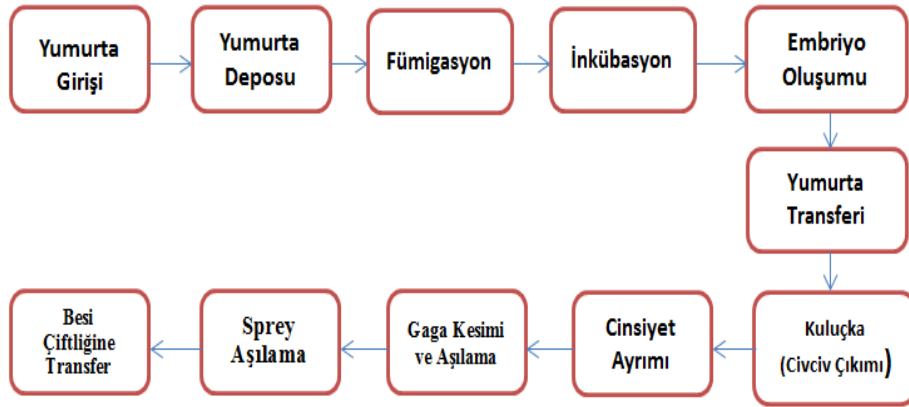 Yumurta
Girişi
Yumurta
Deposu
Fümigasyon
İnkübasyon
Embriyo
Oluşumu
Yumurta
Transferi
Kuluçka
(Civciv Çıkımı)
Cinsiyet
Ayrımı
Gaga Kesimi
ve Aşılama
Sprey
Aşılama
Besi
Çiftliğine
Transfer